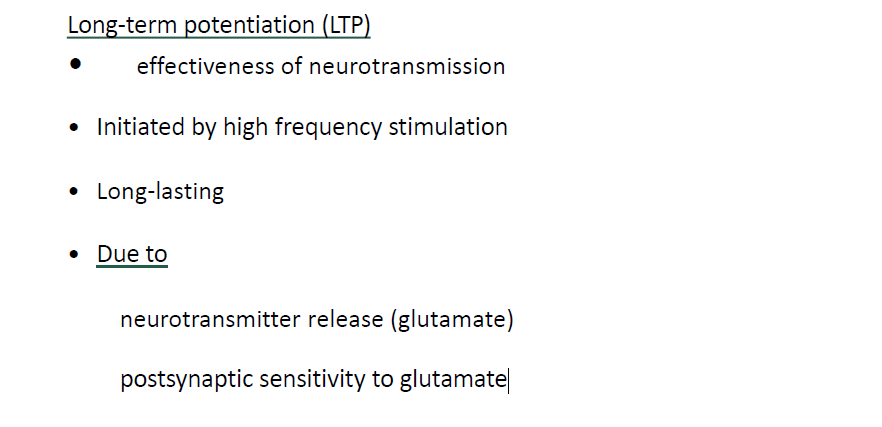 Long-term potentiation (LTP)
• effectiveness of neurotransmission
• Initiated by high frequency stimulation
• Long-lasting
• Due to
neurotransmitter release (glutamate)
postsynaptic sensitivity to glutamate